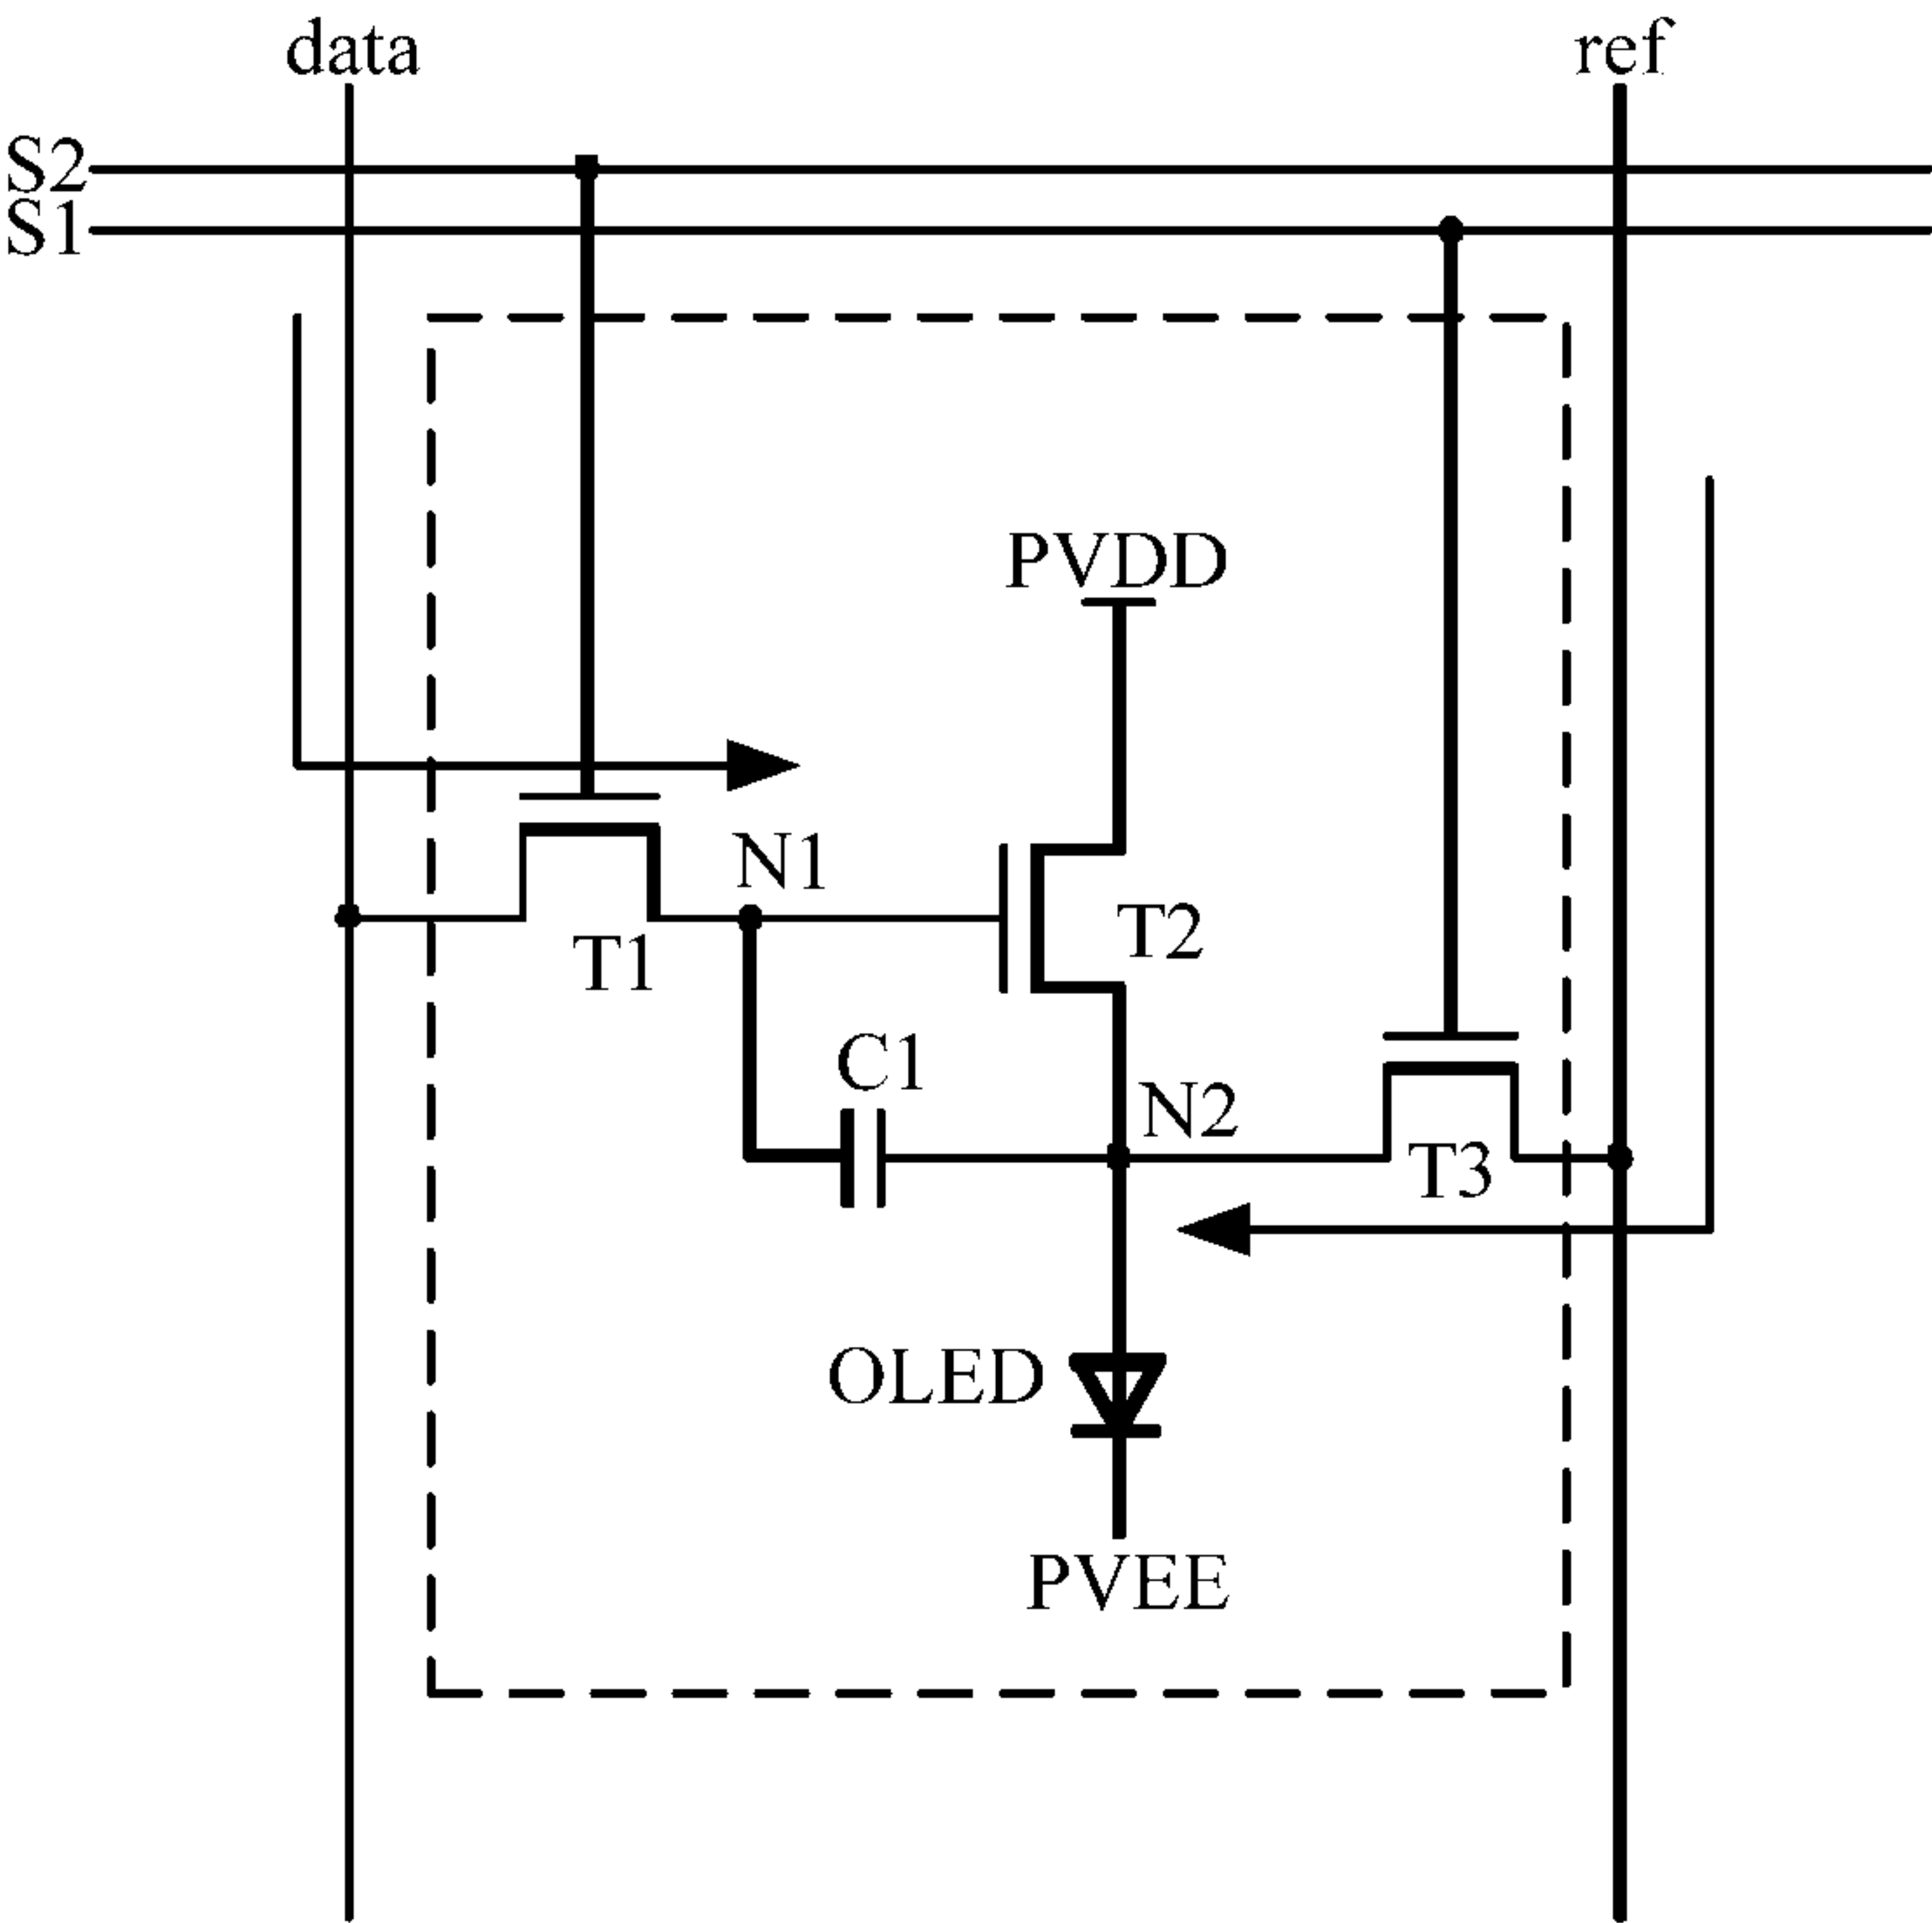 data
ref
S2
S1
PVDD
N1
T2
T1
C1
N2
T3
OLED
PVEE